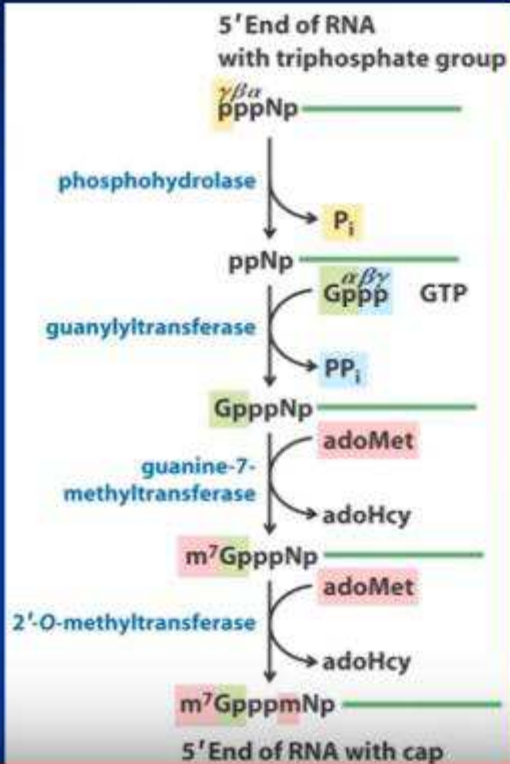 5′ End of RNA
with triphosphate group
γβα
pppNp
phosphohydrolase
Pi
ppNp
αβγ
Gppp GTP
guanylyltransferase
PPi
GpppNp
adoMet
guanine-7-
methyltransferase
adoHcy
m⁷GpppNp
adoMet
2′-O-methyltransferase
adoHcy
m⁷GpppmNp
5′ End of RNA with cap